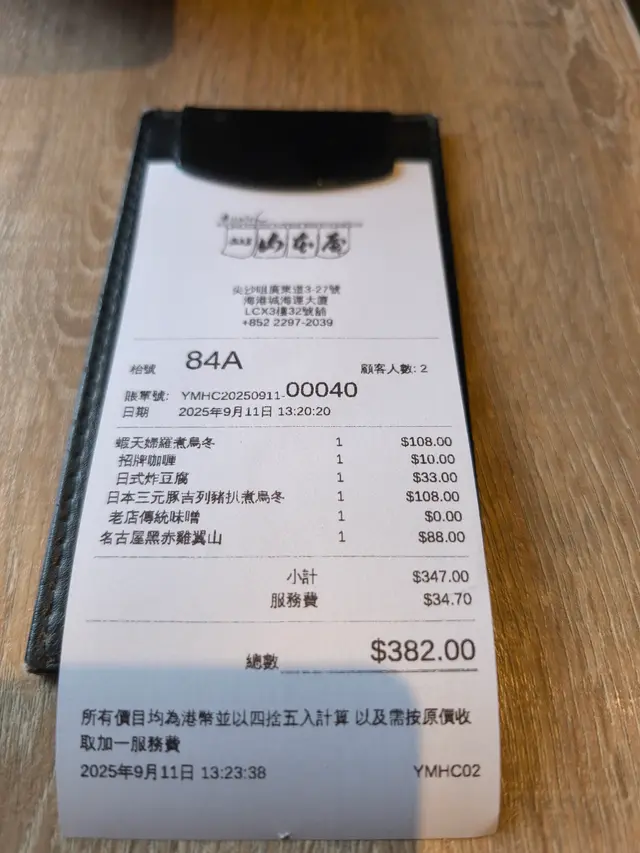 山本屋
尖沙咀廣東道3-27號
海港城海運大廈
LCX3樓32號舖
+852 2297-2039
枱號 84A 顧客人數: 2
賬單號: YMHC20250911-00040
日期 2025年9月11日 13:20:20
蝦天婦羅煮烏冬 1 $108.00
招牌咖喱 1 $10.00
日式炸豆腐 1 $33.00
日本三元豚吉列豬扒煮烏冬 1 $108.00
老店傳統味噌 1 $0.00
名古屋黑赤雞翼山 1 $88.00
小計 $347.00
服務費 $34.70
總數 $382.00
所有價目均為港幣並以四捨五入計算 以及需按原價收
取加一服務費
2025年9月11日 13:23:38 YMHC02